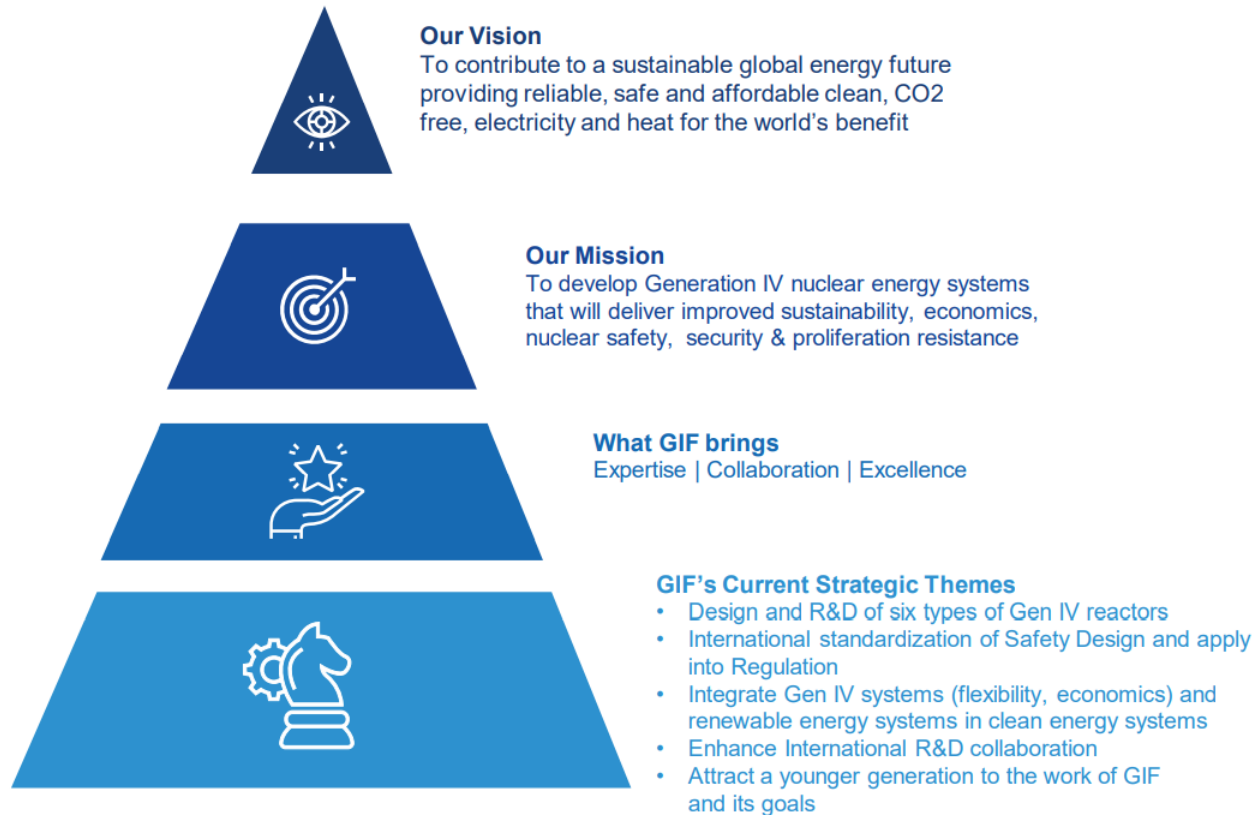 Our Vision
To contribute to a sustainable global energy future
providing reliable, safe and affordable clean, CO2
free, electricity and heat for the world's benefit
Our Mission
To develop Generation IV nuclear energy systems
that will deliver improved sustainability, economics,
nuclear safety,  security & proliferation resistance
What GIF brings
Expertise | Collaboration | Excellence
GIF's Current Strategic Themes
• Design and R&D of six types of Gen IV reactors
• International standardization of Safety Design and apply
into Regulation
• Integrate Gen IV systems (flexibility, economics) and
renewable energy systems in clean energy systems
• Enhance International R&D collaboration
• Attract a younger generation to the work of GIF
and its goals